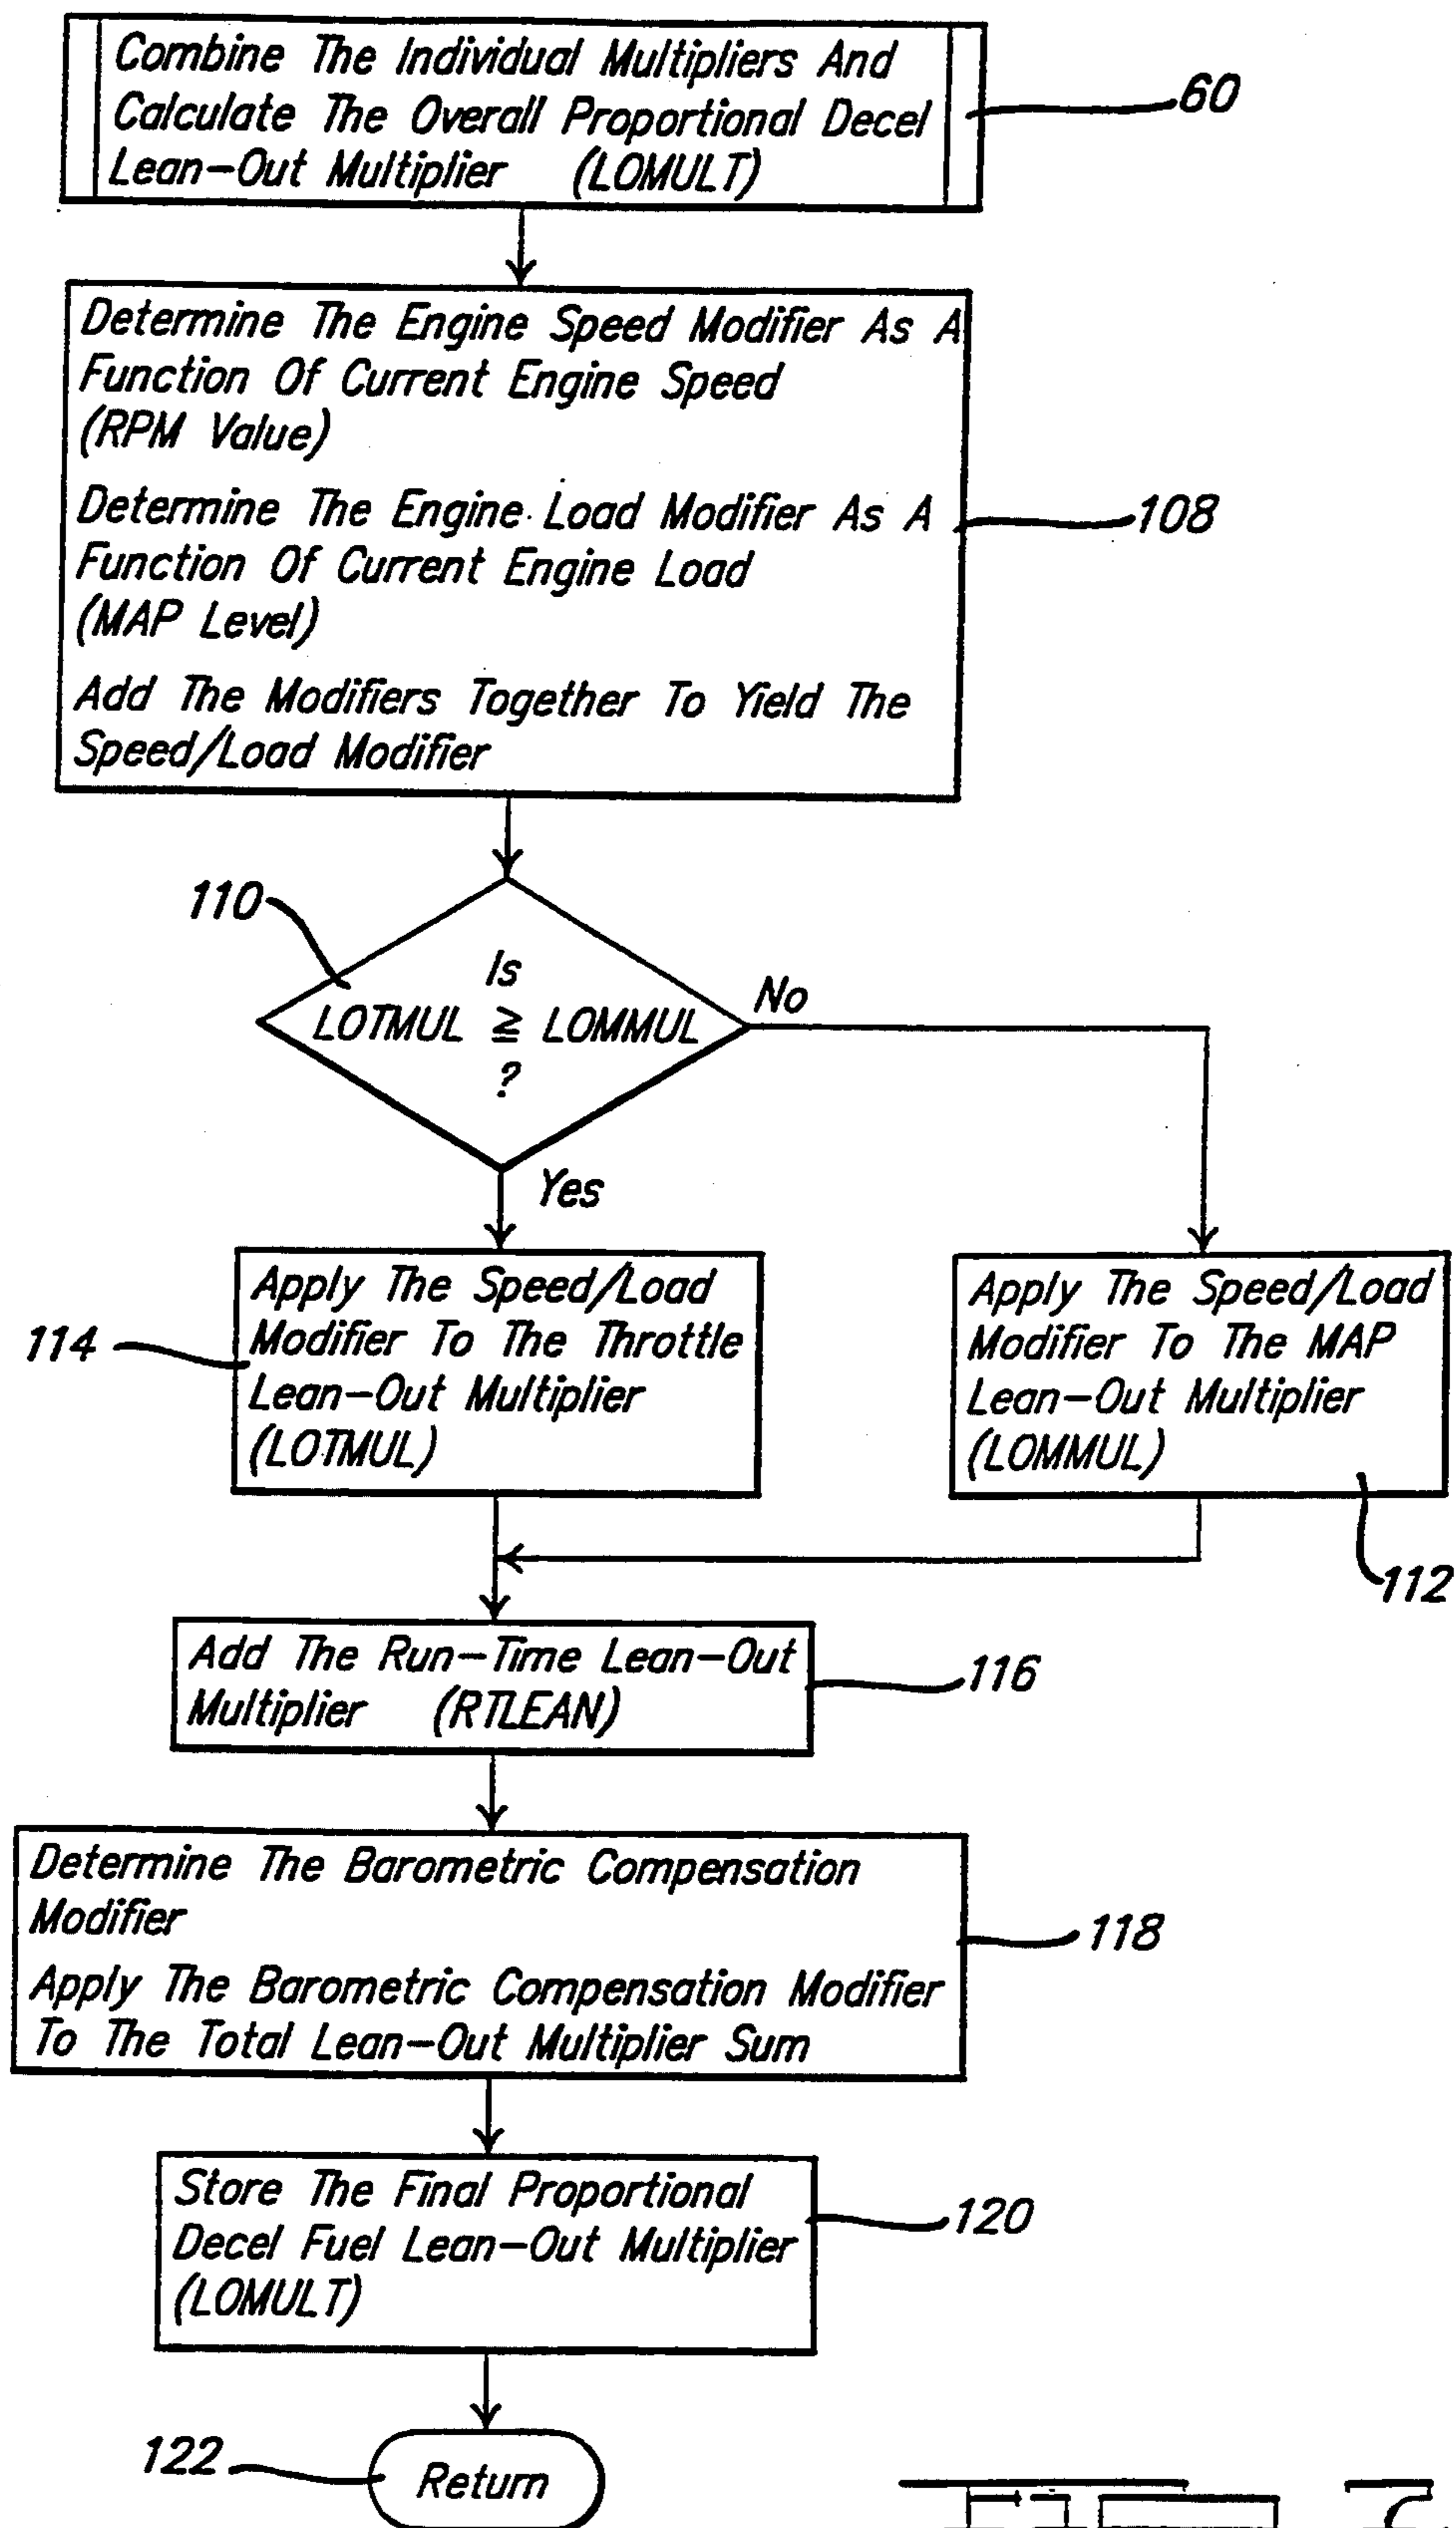 Combine The Individual Multipliers And
Calculate The Overall Proportional Decel
Lean-Out Multiplier (LOMULT)
60
Determine The Engine Speed Modifier As A
Function Of Current Engine Speed
(RPM Value)
Determine The Engine Load Modifier As A
Function Of Current Engine Load
(MAP Level)
Add The Modifiers Together To Yield The
Speed/Load Modifier
108
110
Is
LOTMUL ≧ LOMMUL
?
No
Yes
Apply The Speed/Load
Modifier To The Throttle
Lean-Out Multiplier
(LOTMUL)
114
Apply The Speed/Load
Modifier To The MAP
Lean-Out Multiplier
(LOMMUL)
112
Add The Run-Time Lean-Out
Multiplier (RTLEAN)
116
Determine The Barometric Compensation
Modifier
Apply The Barometric Compensation Modifier
To The Total Lean-Out Multiplier Sum
118
Store The Final Proportional
Decel Fuel Lean-Out Multiplier
(LOMULT)
120
122
Return